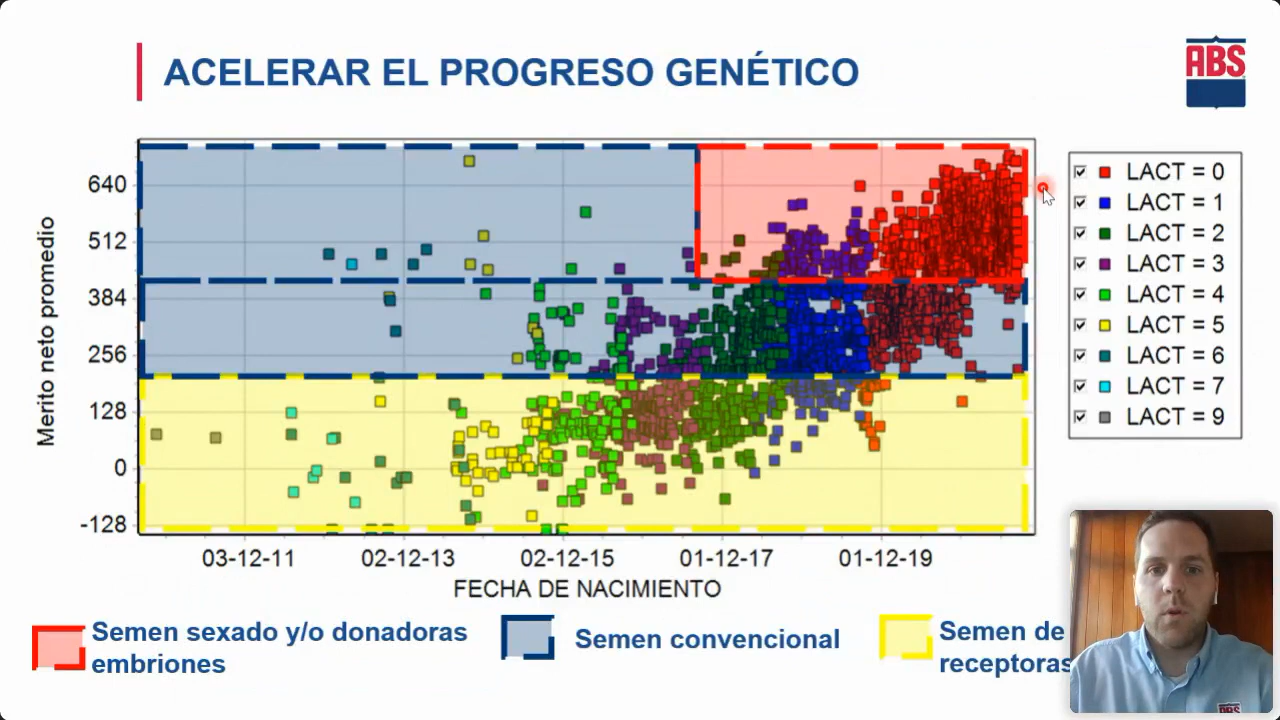 ACELERAR EL PROGRESO GENÉTICO
ABS
Merito neto promedio
640
512
384
256
128
0
-128
03-12-11
02-12-13
02-12-15
01-12-17
01-12-19
FECHA DE NACIMIENTO
LACT = 0
LACT = 1
LACT = 2
LACT = 3
LACT = 4
LACT = 5
LACT = 6
LACT = 7
LACT = 9
Semen sexado y/o donadoras
embriones
Semen convencional
Semen de
receptoras
ABS